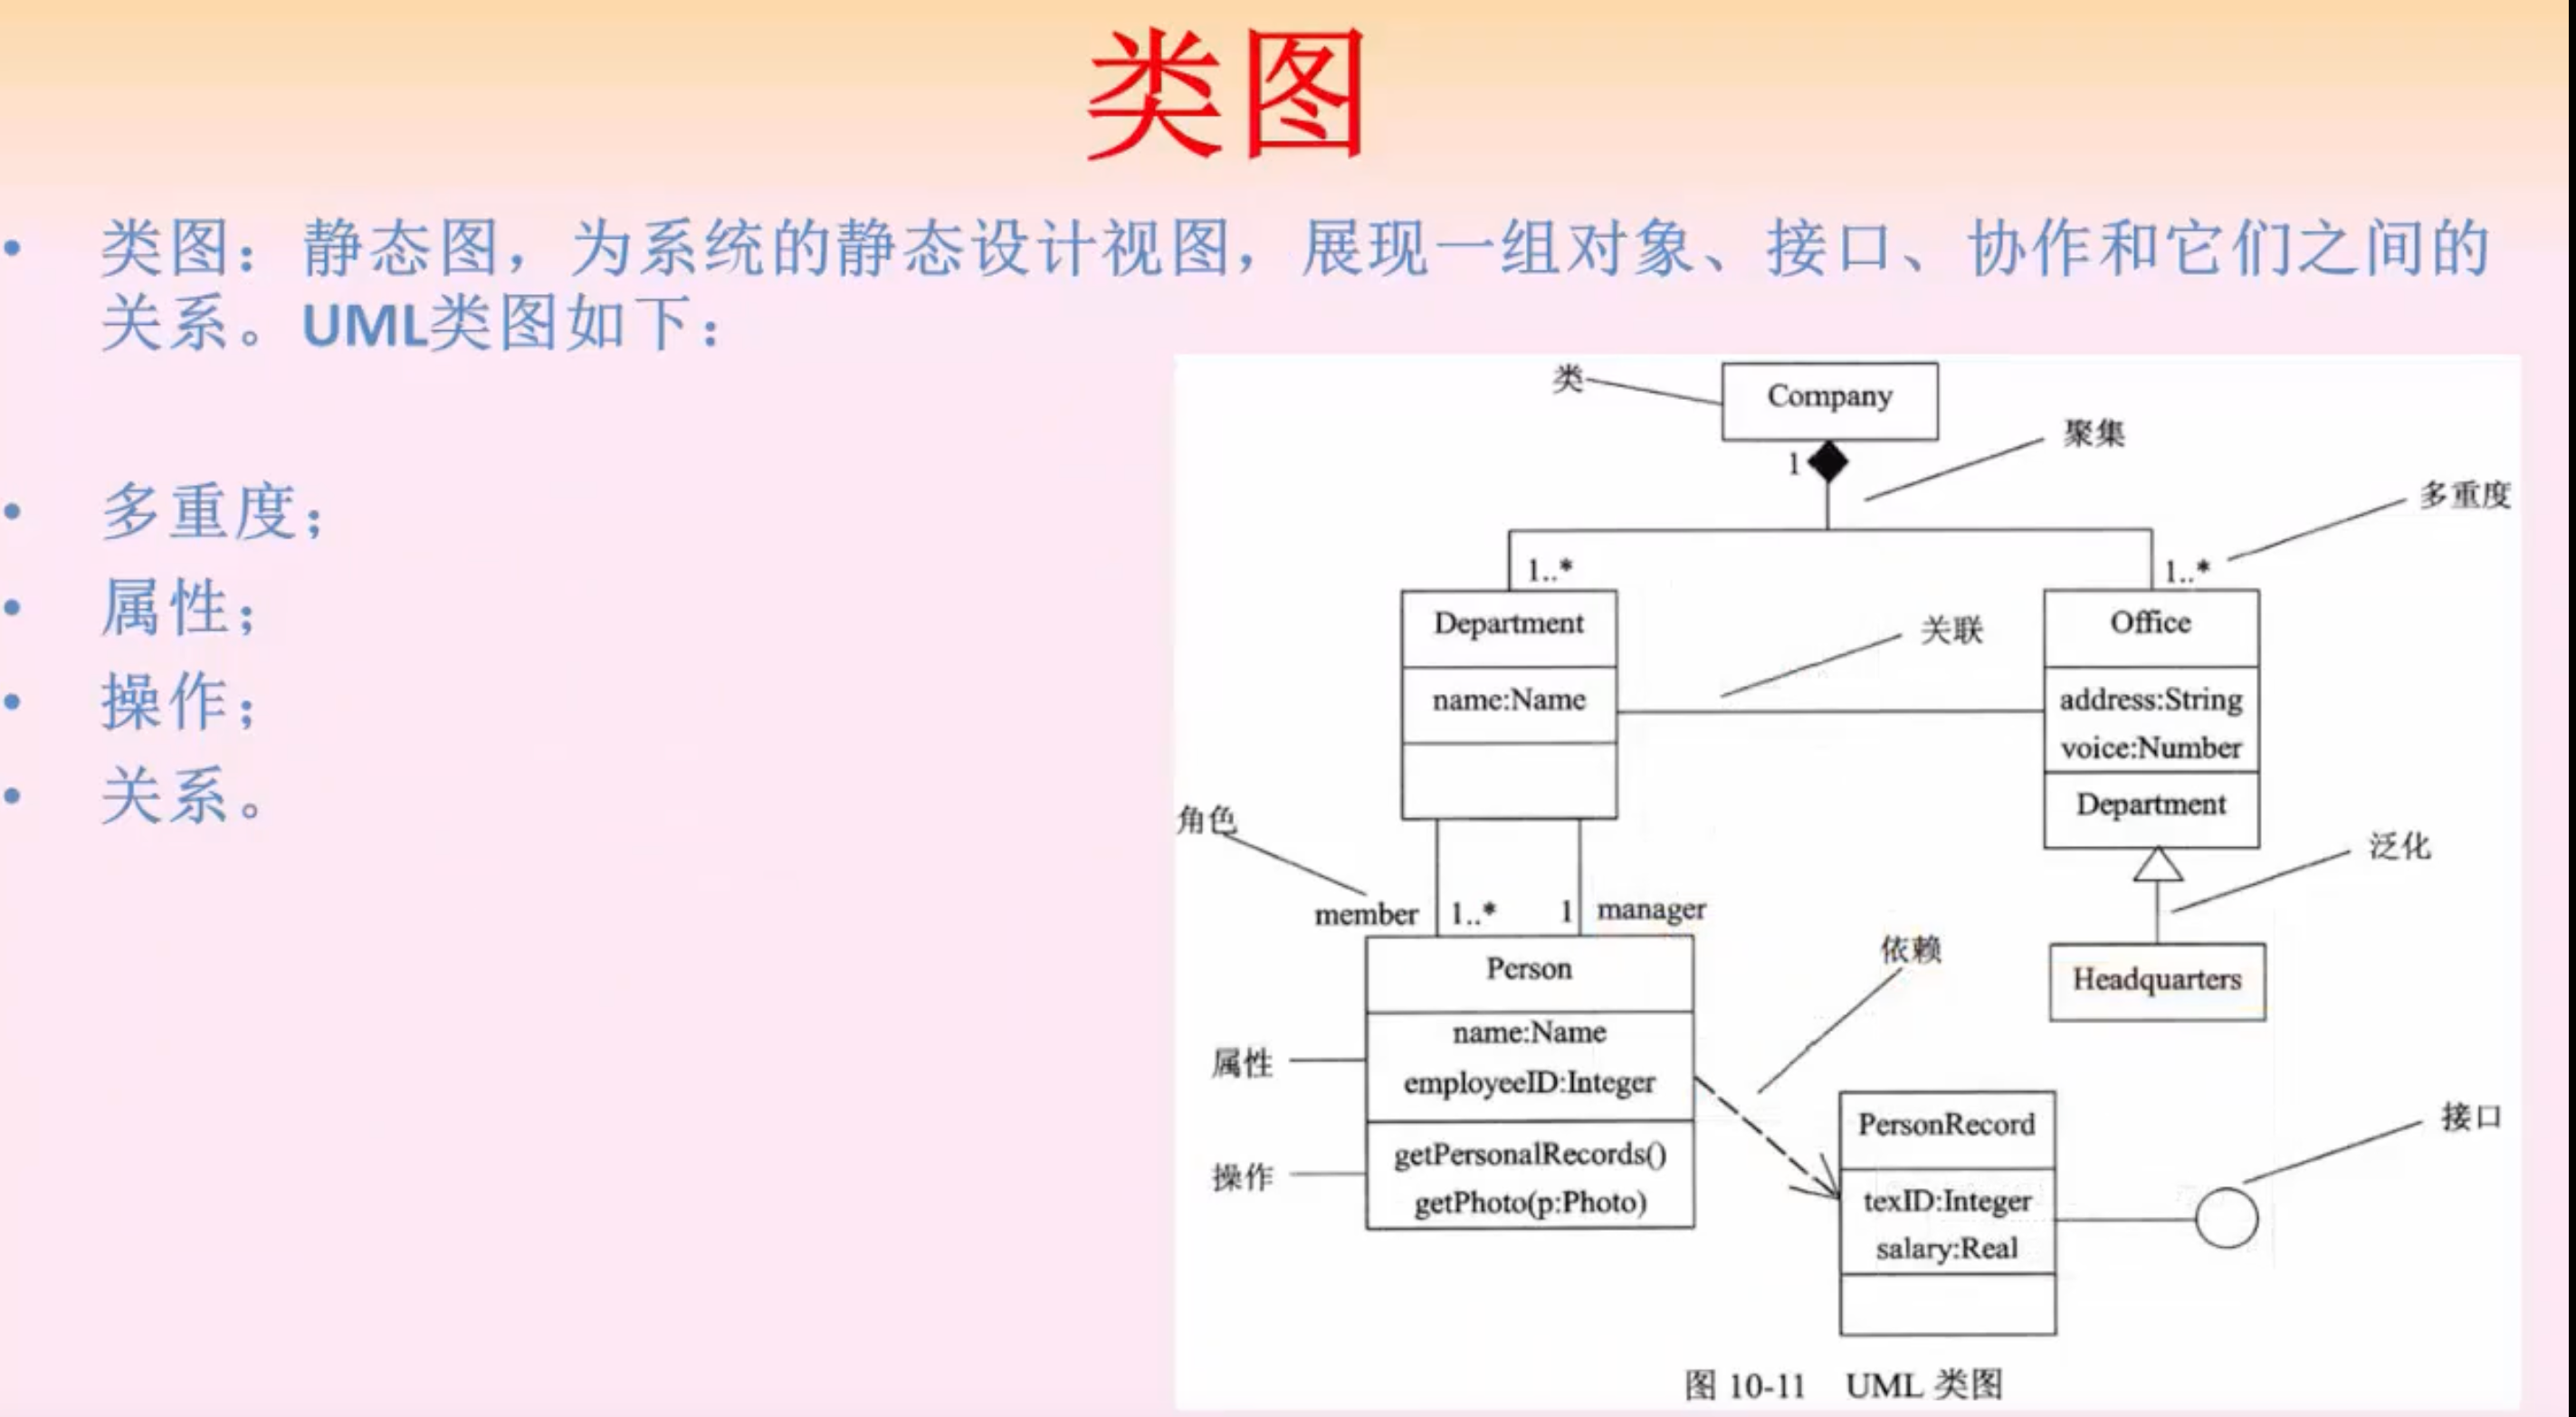 类图
• 类图：静态图，为系统的静态设计视图，展现一组对象、接口、协作和它们之间的
关系。UML类图如下：
• 多重度；
• 属性；
• 操作；
• 关系。
类
Company
聚集
1
多重度
1..*
1..*
Department
name:Name
关联
Office
address:String
voice:Number
Department
角色
泛化
member
1..*
1
manager
依赖
Person
name:Name
employeeID:Integer
getPersonalRecords()
getPhoto(p:Photo)
属性
操作
Headquarters
PersonRecord
texID:Integer
salary:Real
接口
图 10-11 UML 类图